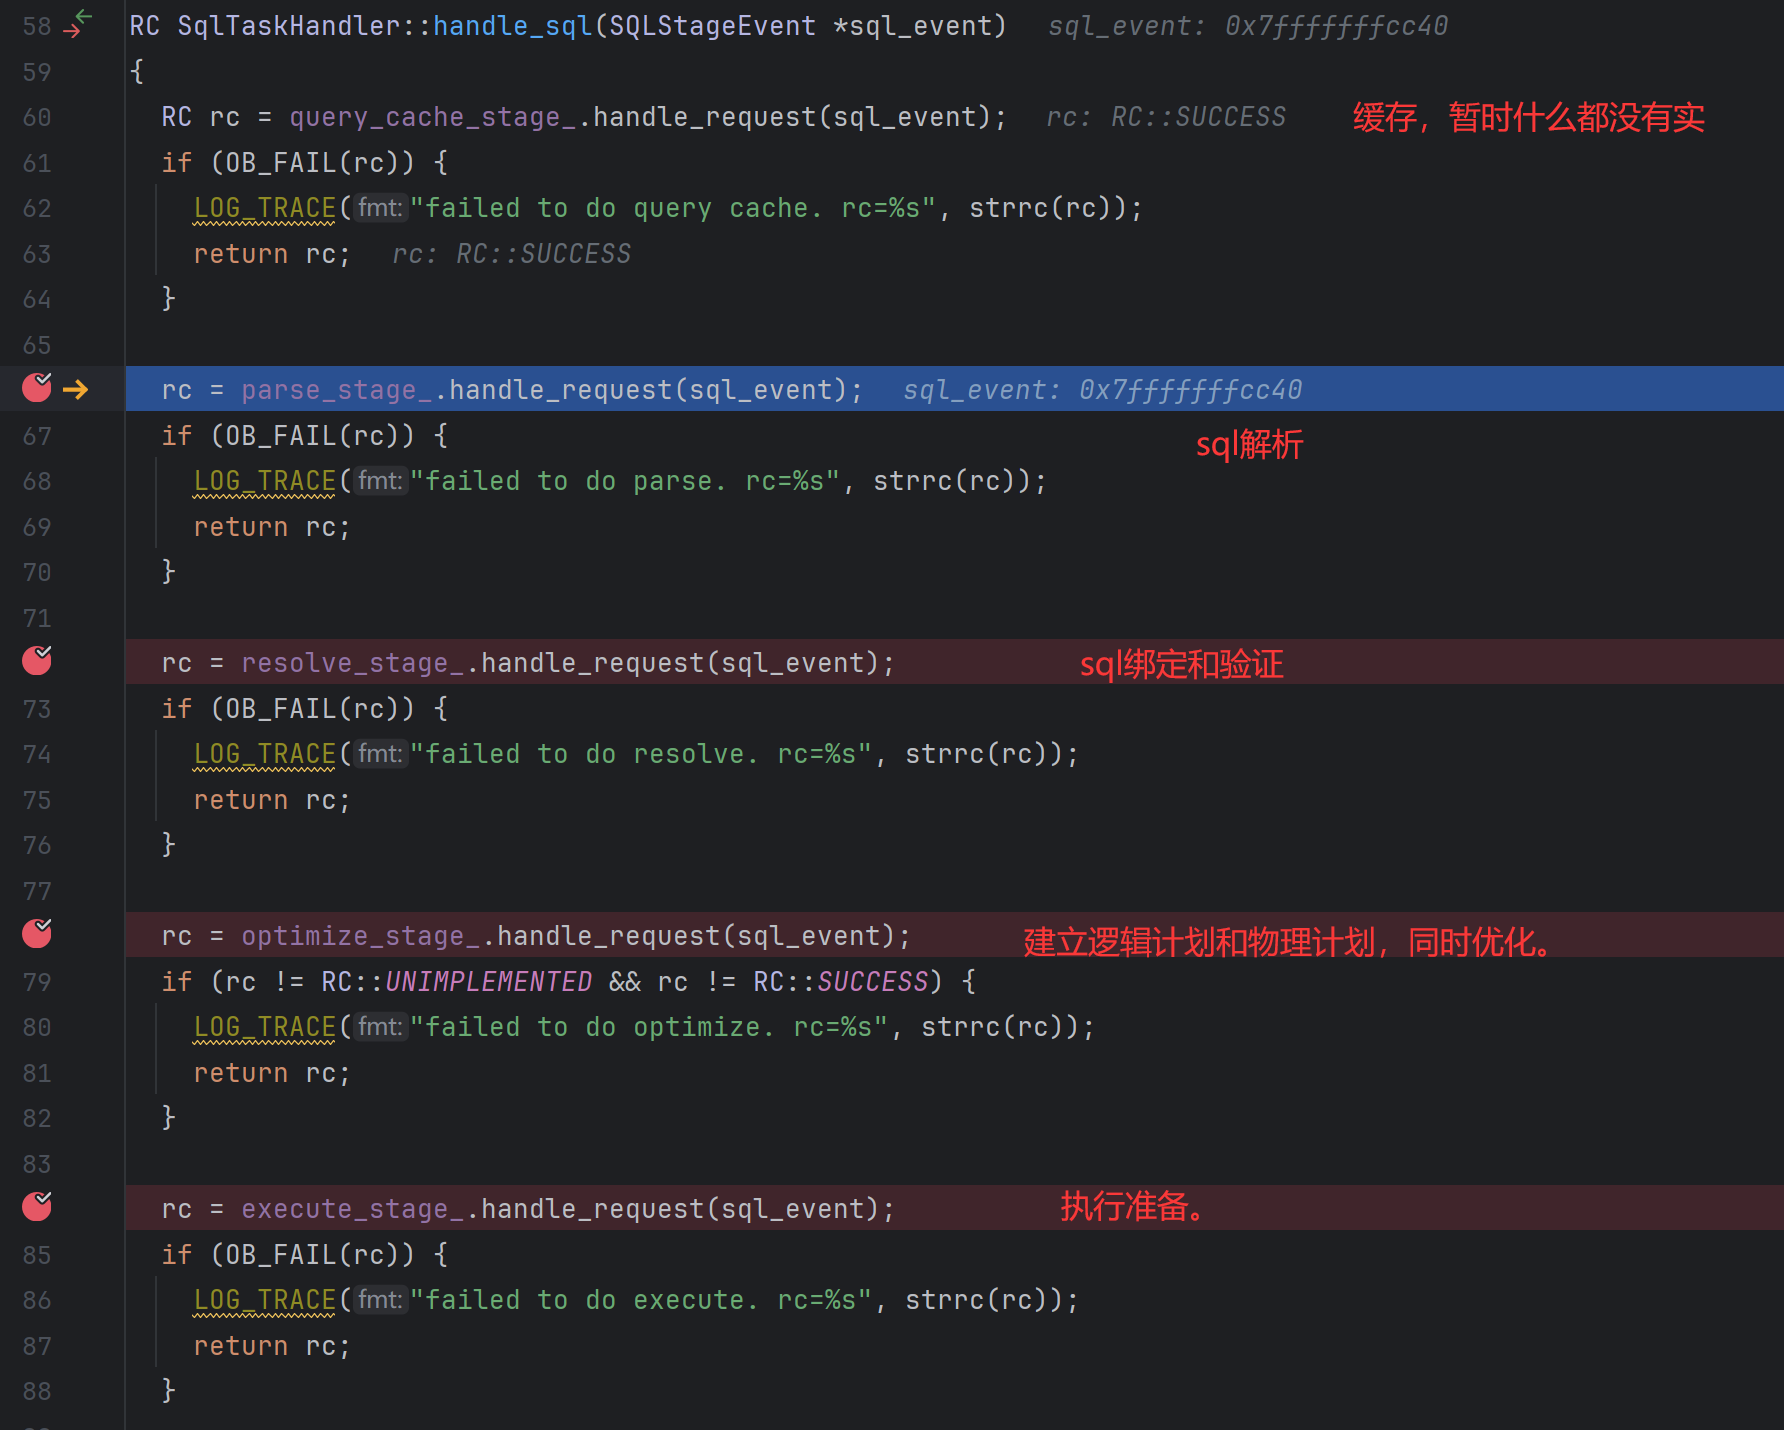 58 RC SqlTaskHandler::handle_sql(SQLStageEvent *sql_event) sql_event: 0x7fffffffcc40
59 {
60 RC rc = query_cache_stage_.handle_request(sql_event); rc: RC::SUCCESS 缓存，暂时什么都没有实
61 if (OB_FAIL(rc)) {
62 LOG_TRACE(fmt:"failed to do query cache. rc=%s", strrc(rc));
63 return rc; rc: RC::SUCCESS
64 }
65
rc = parse_stage_.handle_request(sql_event); sql_event: 0x7fffffffcc40
67 if (OB_FAIL(rc)) { sql解析
68 LOG_TRACE(fmt:"failed to do parse. rc=%s", strrc(rc));
69 return rc;
70 }
71
rc = resolve_stage_.handle_request(sql_event); sql绑定和验证
73 if (OB_FAIL(rc)) {
74 LOG_TRACE(fmt:"failed to do resolve. rc=%s", strrc(rc));
75 return rc;
76 }
77
rc = optimize_stage_.handle_request(sql_event); 建立逻辑计划和物理计划，同时优化。
79 if (rc != RC::UNIMPLEMENTED && rc != RC::SUCCESS) {
80 LOG_TRACE(fmt:"failed to do optimize. rc=%s", strrc(rc));
81 return rc;
82 }
83
rc = execute_stage_.handle_request(sql_event); 执行准备。
85 if (OB_FAIL(rc)) {
86 LOG_TRACE(fmt:"failed to do execute. rc=%s", strrc(rc));
87 return rc;
88 }